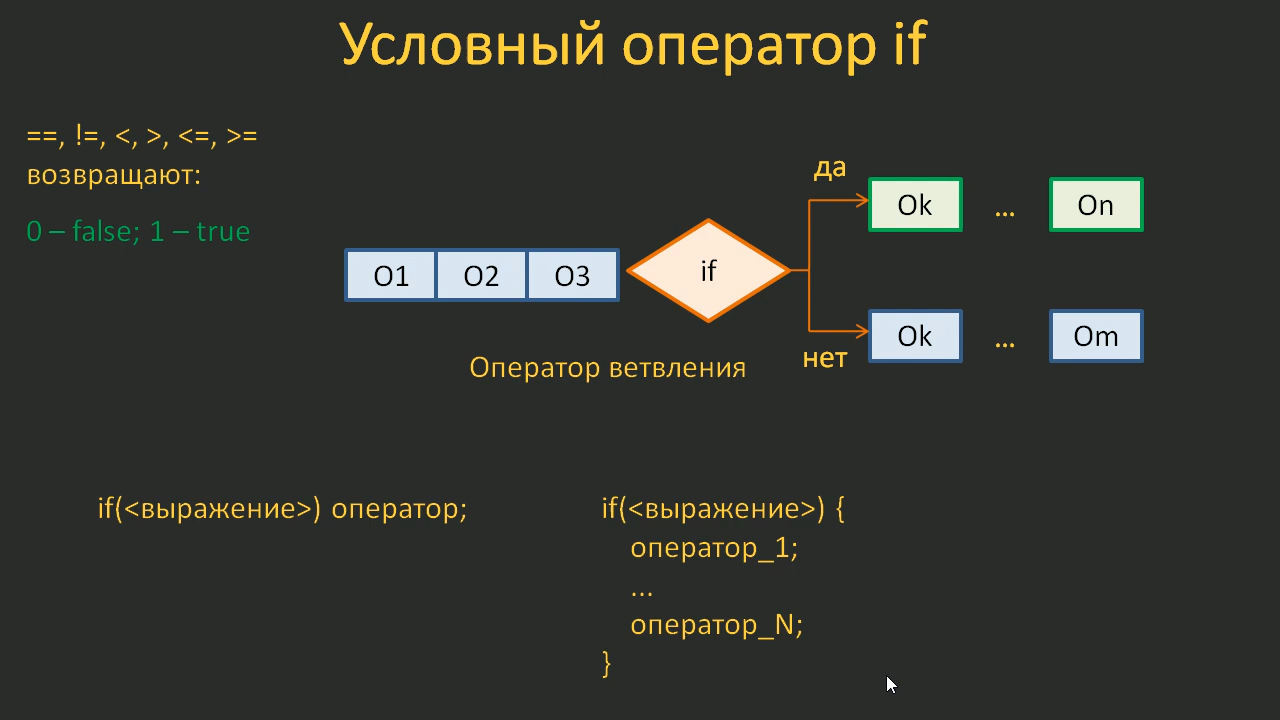 Условный оператор if
==, !=, <, >, <=, >=
возвращают:
0 – false; 1 – true
O1 O2 O3
if
да
Ok ... On
нет
Ok ... Om
Оператор ветвления
if(<выражение>) оператор;
if(<выражение>) {
оператор_1;
...
оператор_N;
}